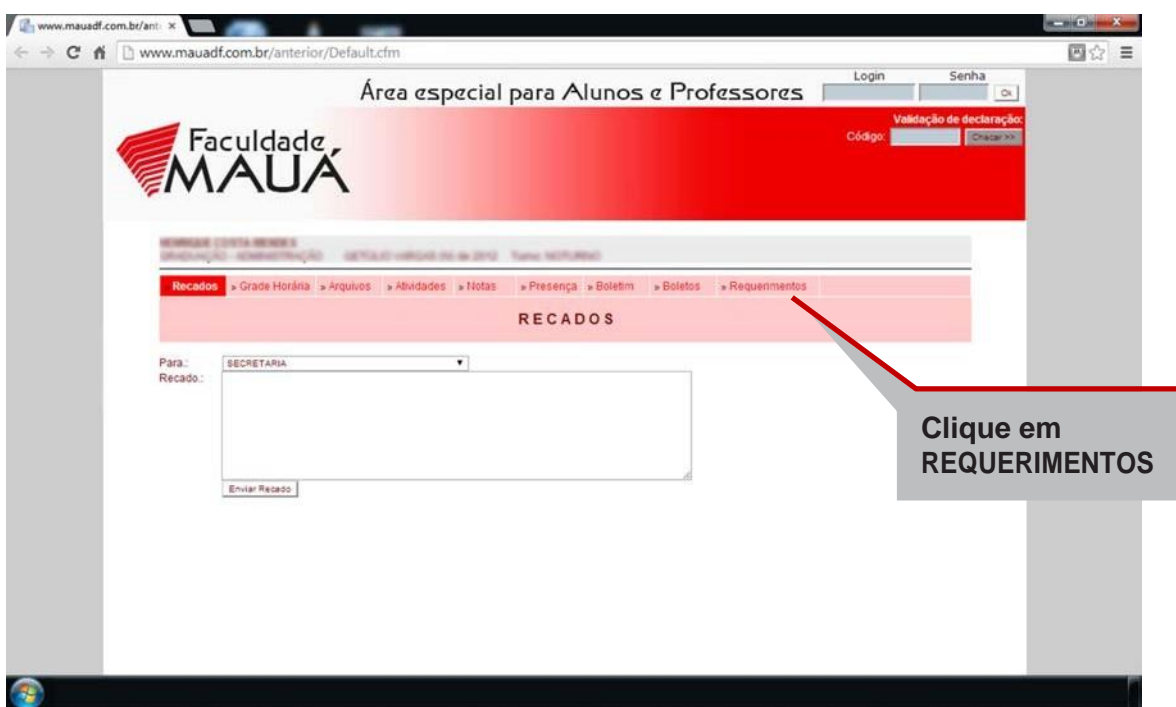 www.mauadf.com.br/ant
www.mauadf.com.br/anterior/Default.cfm
Área especial para Alunos e Professores
Login Senha
Ok
Validação de declaração:
Código: Checar >>
Faculdade
MAUÁ
Recados » Grade Horária » Arquivos » Atividades » Notas » Presença » Boletim » Boletos » Requerimentos
RECADOS
Para.: SECRETARIA
Recado.:
Enviar Recado
Clique em
REQUERIMENTOS